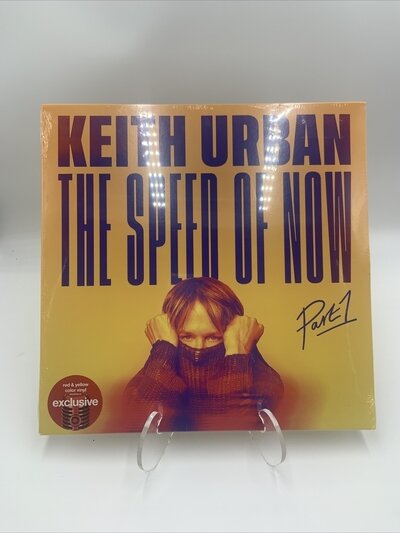 KEITH URBAN
THE SPEED OF NOW
Part 1
red & yellow
color vinyl
exclusive